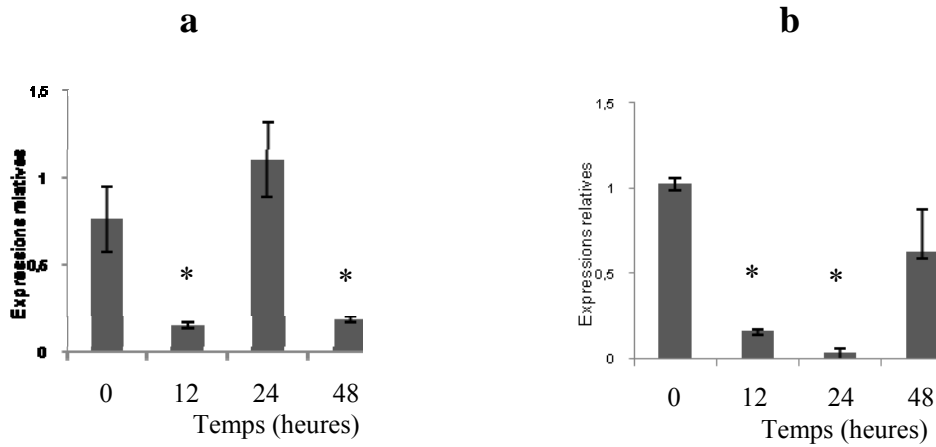 a
1,5
1
0,5
0
Expressions relatives
*
*
0 12 24 48
Temps (heures)
b
1,5
1
0,5
0
Expressions relatives
*
*
0 12 24 48
Temps (heures)